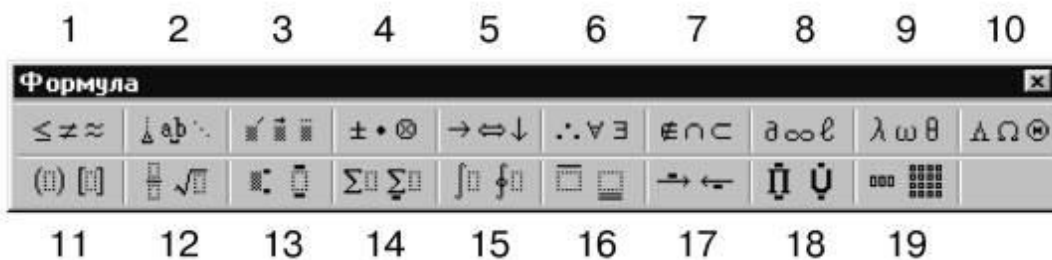 1 2 3 4 5 6 7 8 9 10
Формула
≤ ≠ ≈ a͟b ⋱ ± • ⊗ → ⇔ ↓ ∴ ∀ ∃ ∉ ∩ ⊂ ∂ ∞ ℓ λ ω θ Λ Ω Θ
(▯) [▯] √▯ Σ▯ Σ▯ ∫▯ ∮▯ → ← Π Ụ
11 12 13 14 15 16 17 18 19